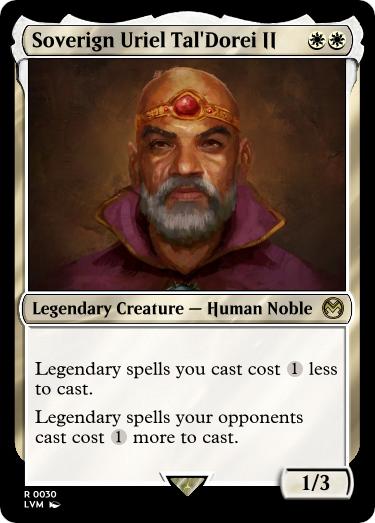 Soverign Uriel Tal'Dorei II
Legendary Creature — Human Noble
Legendary spells you cast cost 1 less
to cast.
Legendary spells your opponents
cast cost 1 more to cast.
1/3
R 0030
LVM